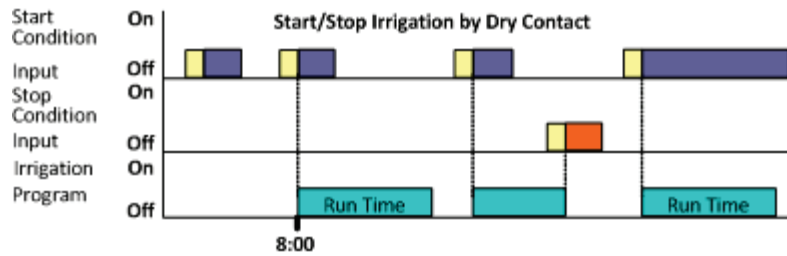 Start/Stop Irrigation by Dry Contact
Start
Condition
On
Input
Off
Stop
Condition
On
Input
Off
Irrigation
On
Program
Off
Run Time
Run Time
8:00